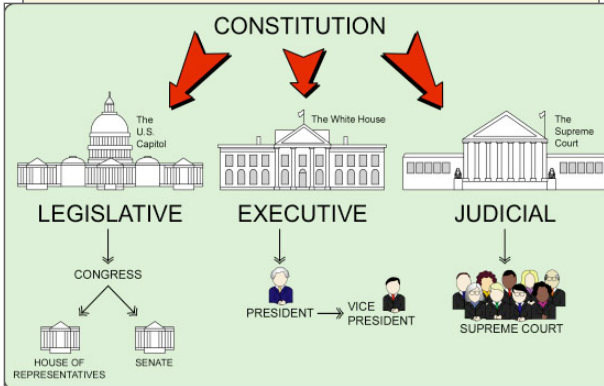 CONSTITUTION
The
U.S.
Capitol
The White House
The
Supreme
Court
LEGISLATIVE
EXECUTIVE
JUDICIAL
CONGRESS
PRESIDENT
VICE
PRESIDENT
SUPREME COURT
HOUSE OF
REPRESENTATIVES
SENATE